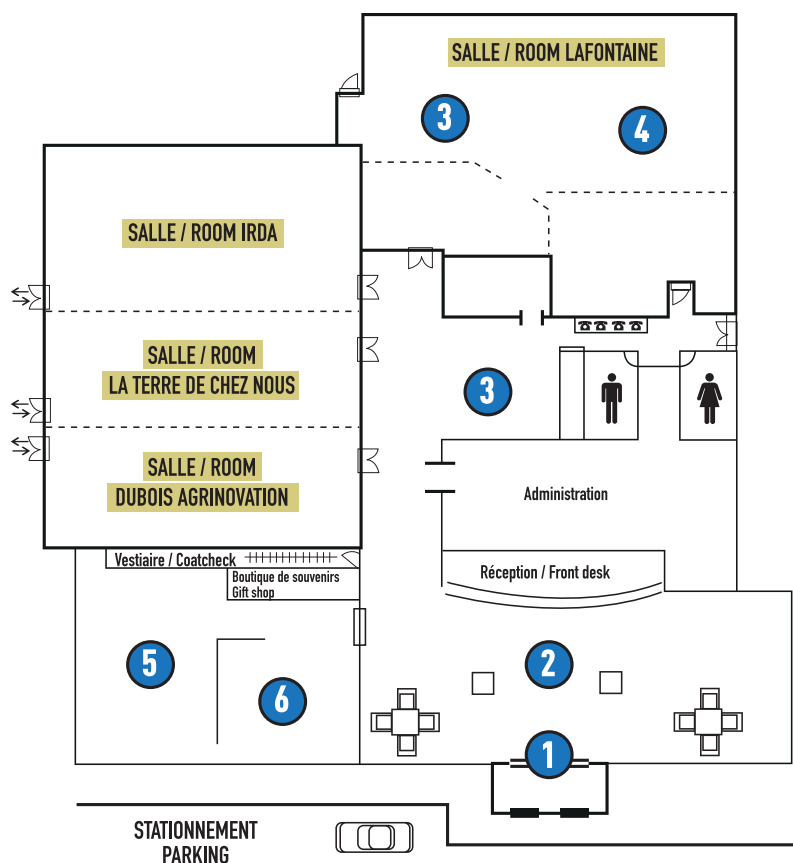 SALLE / ROOM LAFONTAINE
3
4
SALLE / ROOM IRDA
SALLE / ROOM
LA TERRE DE CHEZ NOUS
3
SALLE / ROOM
DUBOIS AGRINOVATION
Administration
Vestiaire / Coatcheck
Boutique de souvenirs
Gift shop
Réception / Front desk
5
6
2
1
STATIONNEMENT
PARKING